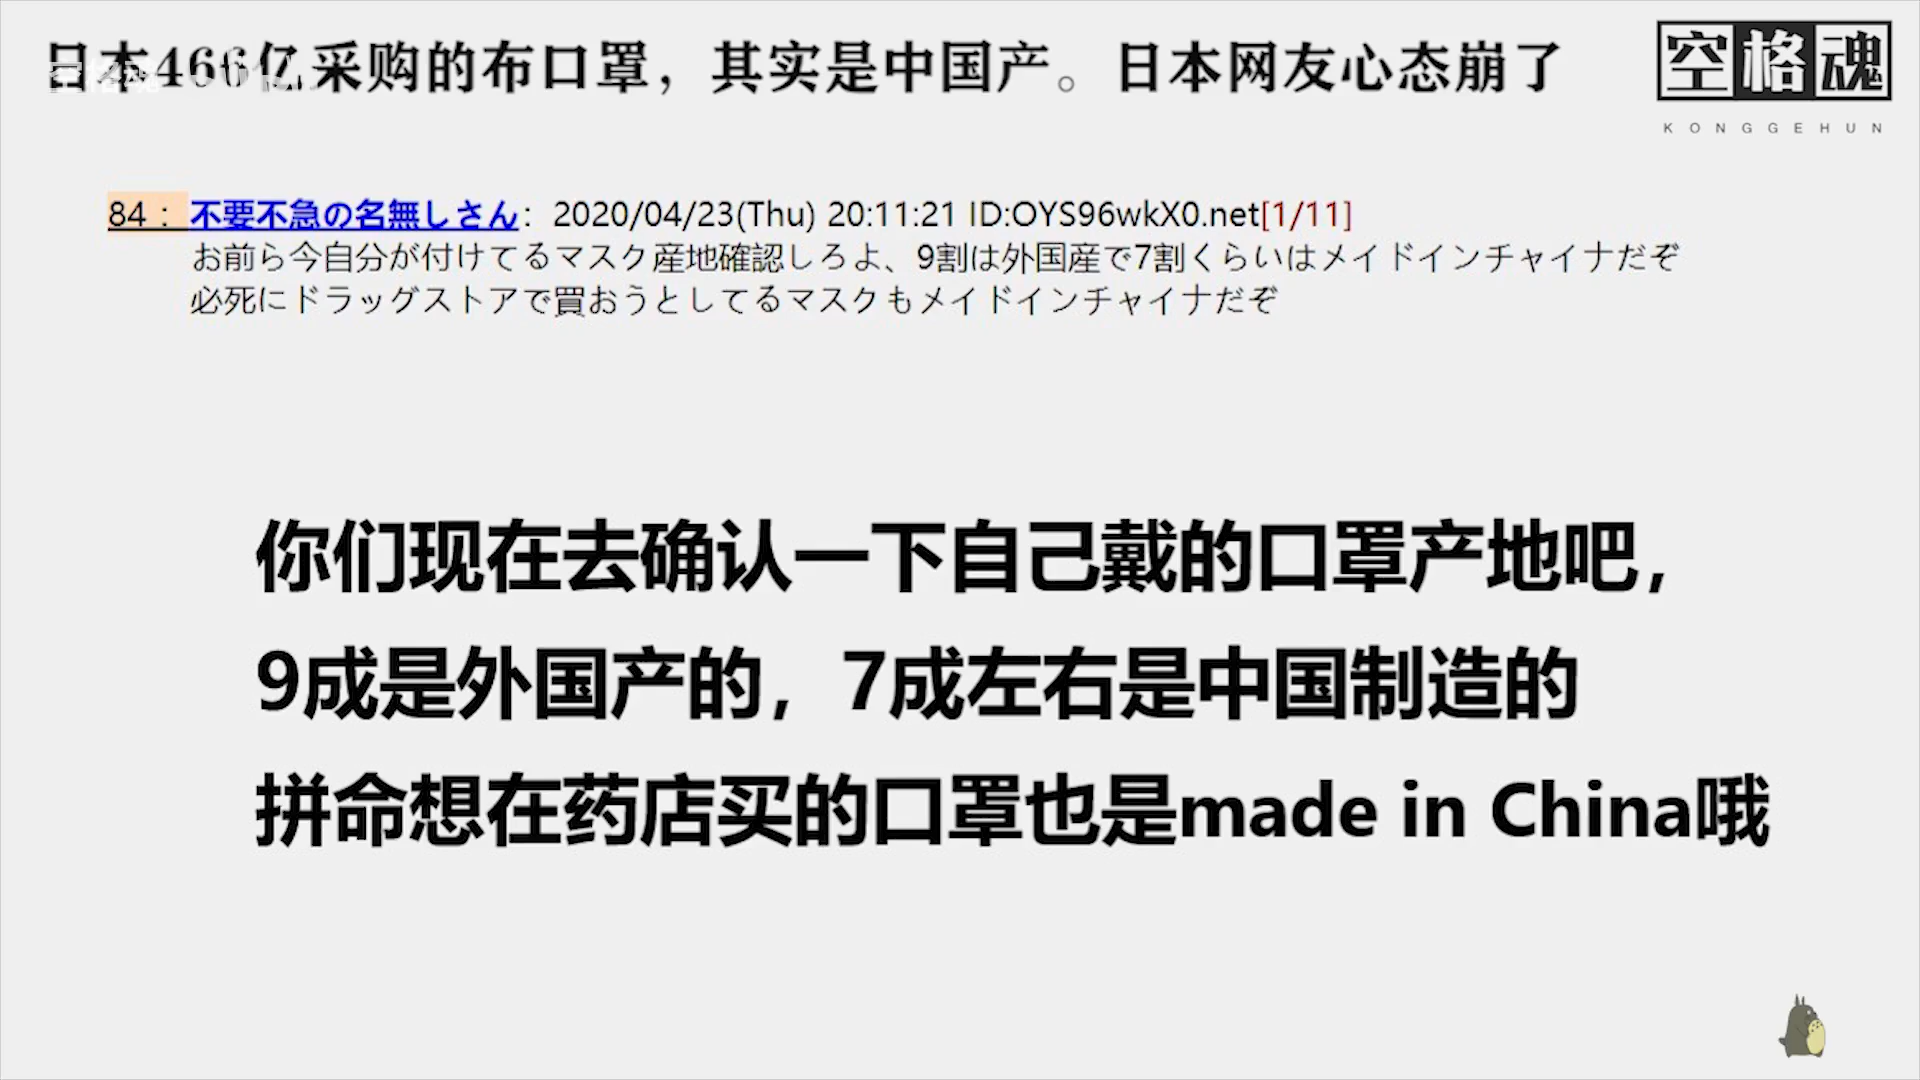 日本466亿采购的布口罩，其实是中国产。日本网友心态崩了
空格魂
KONGGEHUN
84： 不要不急の名無しさん：2020/04/23(Thu) 20:11:21 ID:OYS96wkX0.net[1/11]
お前ら今自分が付けてるマスク産地確認しろよ、9割は外国産で7割くらいはメイドインチャイナだぞ
必死にドラッグストアで買おうとしてるマスクもメイドインチャイナだぞ
你们现在去确认一下自己戴的口罩产地吧，
9成是外国产的，7成左右是中国制造的
拼命想在药店买的口罩也是made in China哦